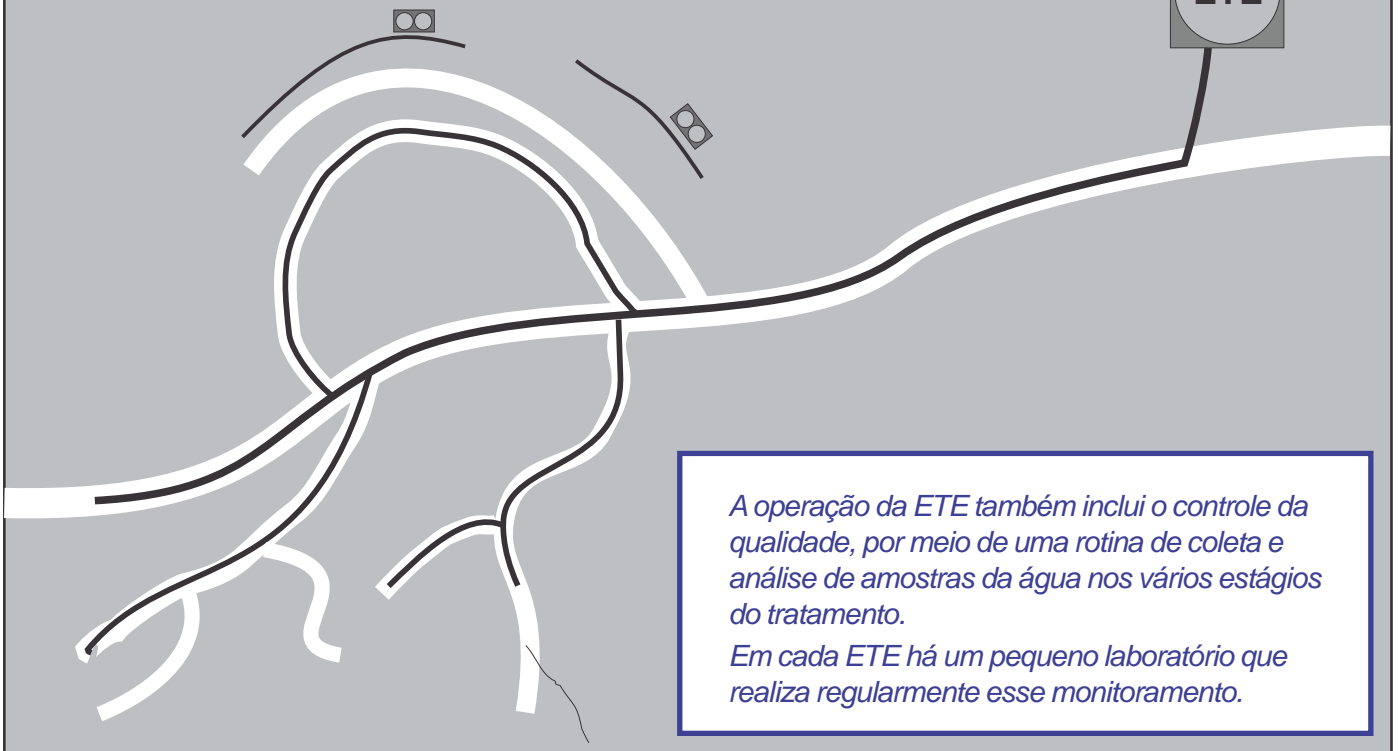 ETE
A operação da ETE também inclui o controle da
qualidade, por meio de uma rotina de coleta e
análise de amostras da água nos vários estágios
do tratamento.
Em cada ETE há um pequeno laboratório que
realiza regularmente esse monitoramento.